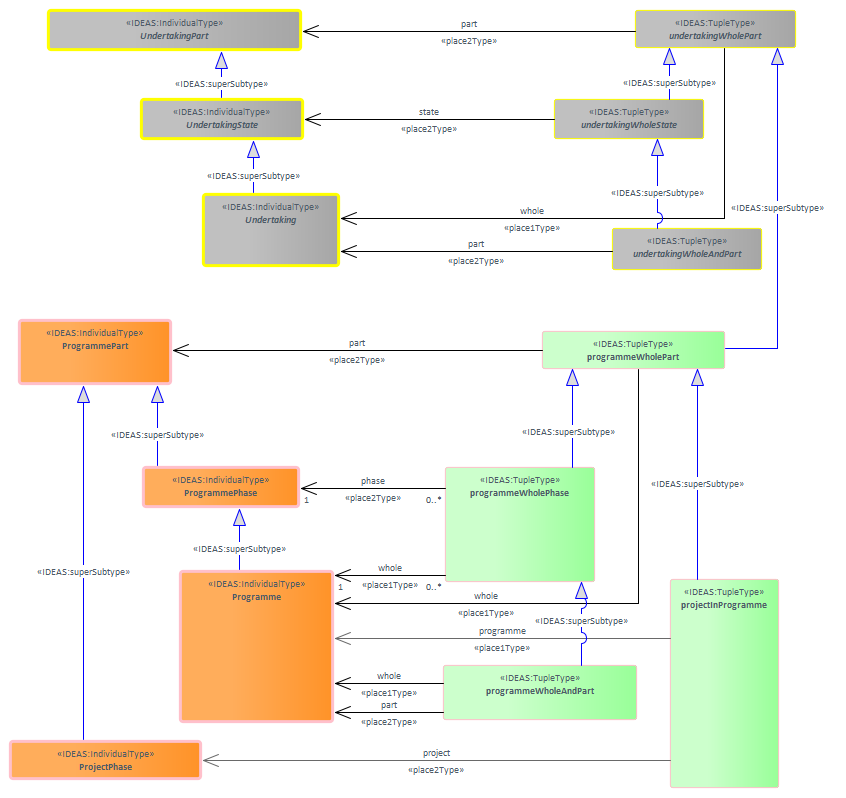 «IDEAS:IndividualType»
UndertakingPart
part
«place2Type»
«IDEAS:TupleType»
undertakingWholePart
«IDEAS:superSubtype»
«IDEAS:superSubtype»
«IDEAS:IndividualType»
UndertakingState
state
«place2Type»
«IDEAS:TupleType»
undertakingWholeState
«IDEAS:superSubtype»
«IDEAS:superSubtype»
«IDEAS:superSubtype»
«IDEAS:IndividualType»
Undertaking
whole
«place1Type»
part
«place2Type»
«IDEAS:TupleType»
undertakingWholeAndPart
«IDEAS:IndividualType»
ProgrammePart
part
«place2Type»
«IDEAS:TupleType»
programmeWholePart
«IDEAS:superSubtype»
«IDEAS:superSubtype»
«IDEAS:IndividualType»
ProgrammePhase
phase
1
«place2Type»
0..*
«IDEAS:TupleType»
programmeWholePhase
«IDEAS:superSubtype»
«IDEAS:superSubtype»
«IDEAS:superSubtype»
«IDEAS:IndividualType»
Programme
whole
1
«place1Type»
0..*
whole
«place1Type»
«IDEAS:TupleType»
projectInProgramme
«IDEAS:superSubtype»
programme
«place1Type»
whole
«place1Type»
part
«place2Type»
«IDEAS:TupleType»
programmeWholeAndPart
«IDEAS:IndividualType»
ProjectPhase
project
«place2Type»